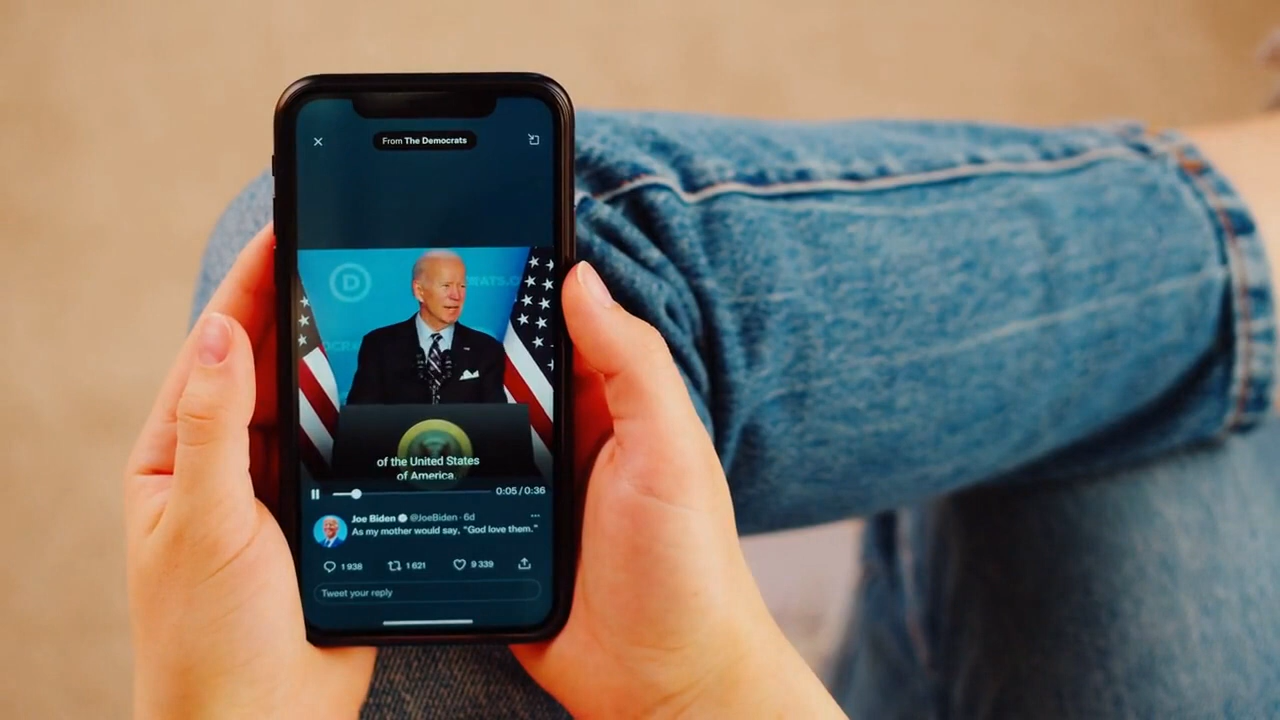 From The Democrats
D
of the United States
of America.
0:05 / 0:36
Joe Biden @JoeBiden · 6d
As my mother would say, “God love them.”
1 938 1 621 9 339
Tweet your reply